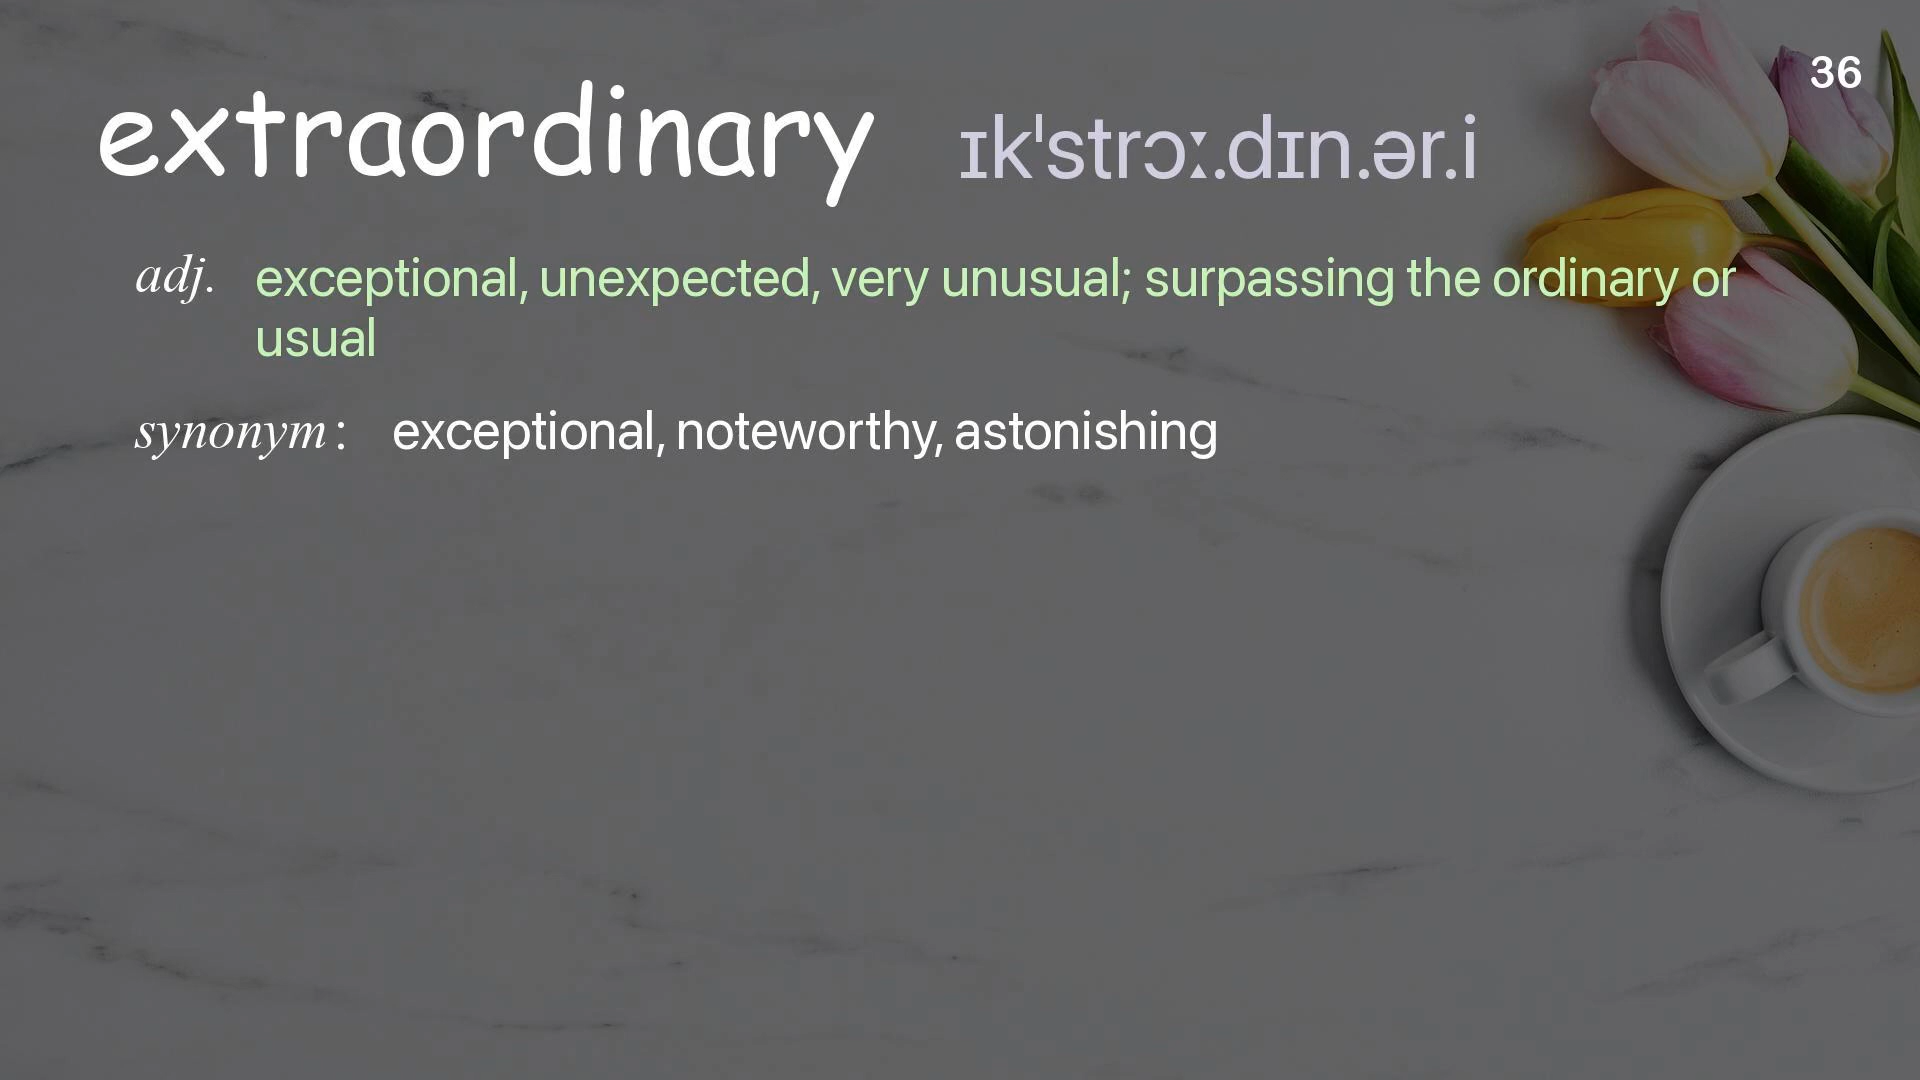 36
extraordinary ɪkˈstrɔː.dɪn.ər.i
adj. exceptional, unexpected, very unusual; surpassing the ordinary or
usual
synonym: exceptional, noteworthy, astonishing